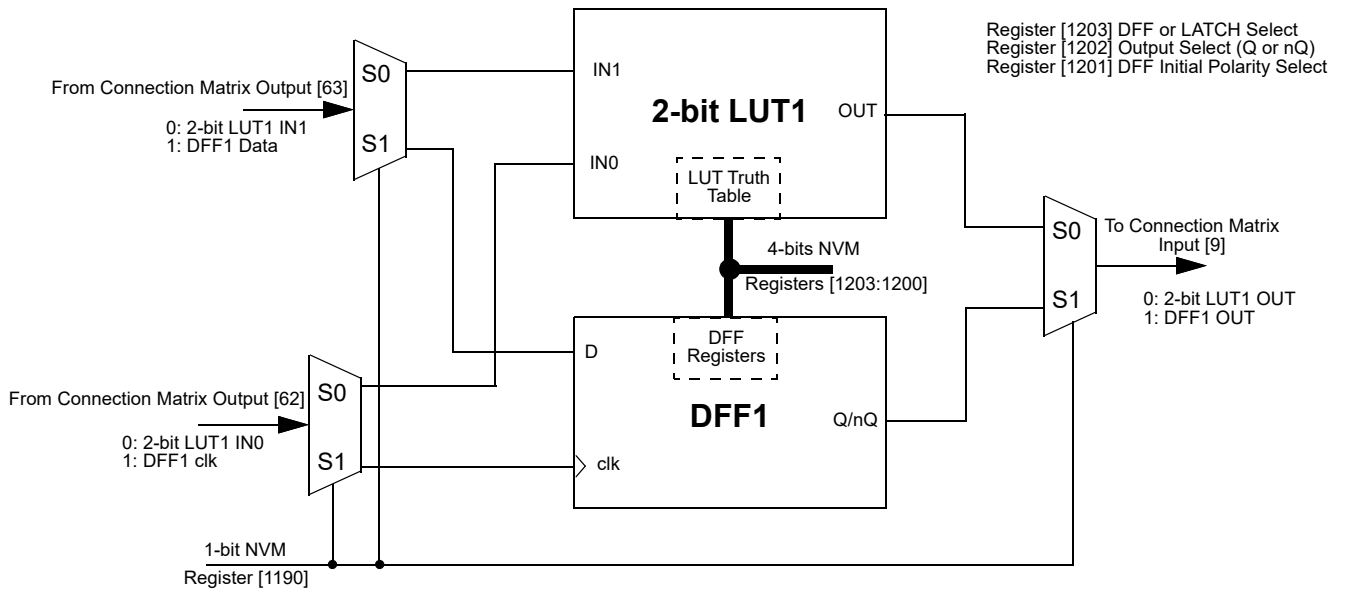 Register [1203] DFF or LATCH Select
Register [1202] Output Select (Q or nQ)
Register [1201] DFF Initial Polarity Select
From Connection Matrix Output [63]
0: 2-bit LUT1 IN1
1: DFF1 Data
S0
S1
IN1
IN0
2-bit LUT1
OUT
LUT Truth
Table
4-bits NVM
Registers [1203:1200]
S0
S1
To Connection Matrix
Input [9]
0: 2-bit LUT1 OUT
1: DFF1 OUT
DFF
Registers
D
DFF1
Q/nQ
clk
From Connection Matrix Output [62]
0: 2-bit LUT1 IN0
1: DFF1 clk
S0
S1
1-bit NVM
Register [1190]